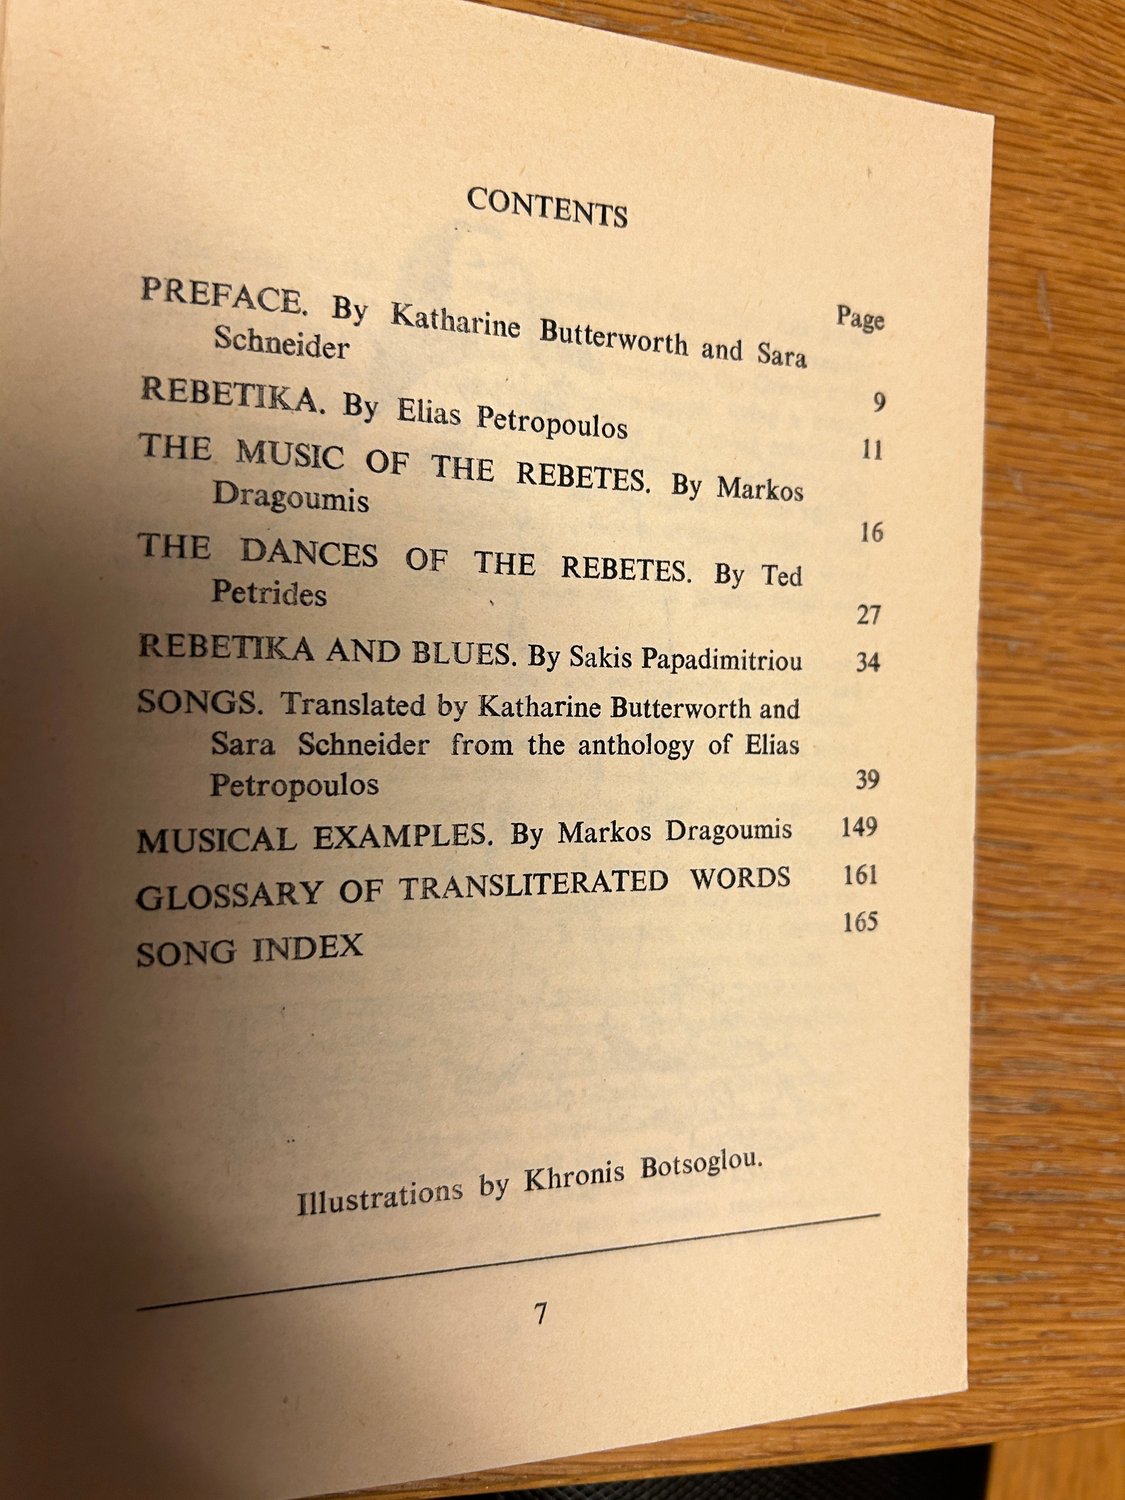 CONTENTS
Page
PREFACE. By Katharine Butterworth and Sara
Schneider 9
REBETIKA. By Elias Petropoulos 11
THE MUSIC OF THE REBETES. By Markos
Dragoumis 16
THE DANCES OF THE REBETES. By Ted
Petrides 27
REBETIKA AND BLUES. By Sakis Papadimitriou 34
SONGS. Translated by Katharine Butterworth and
Sara Schneider from the anthology of Elias
Petropoulos 39
MUSICAL EXAMPLES. By Markos Dragoumis 149
GLOSSARY OF TRANSLITERATED WORDS 161
SONG INDEX 165
Illustrations by Khronis Botsoglou.
7